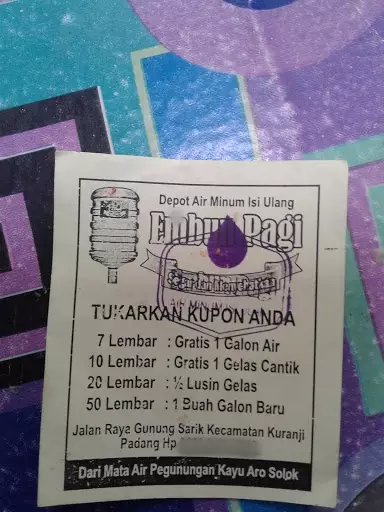 Depot Air Minum Isi Ulang
Embun Pagi
AIR MINUM
TUKARKAN KUPON ANDA
7 Lembar : Gratis 1 Galon Air
10 Lembar : Gratis 1 Gelas Cantik
20 Lembar : ½ Lusin Gelas
50 Lembar : 1 Buah Galon Baru
Jalan Raya Gunung Sarik Kecamatan Kuranji
Padang Hp
Dari Mata Air Pegunungan Kayu Aro Solok